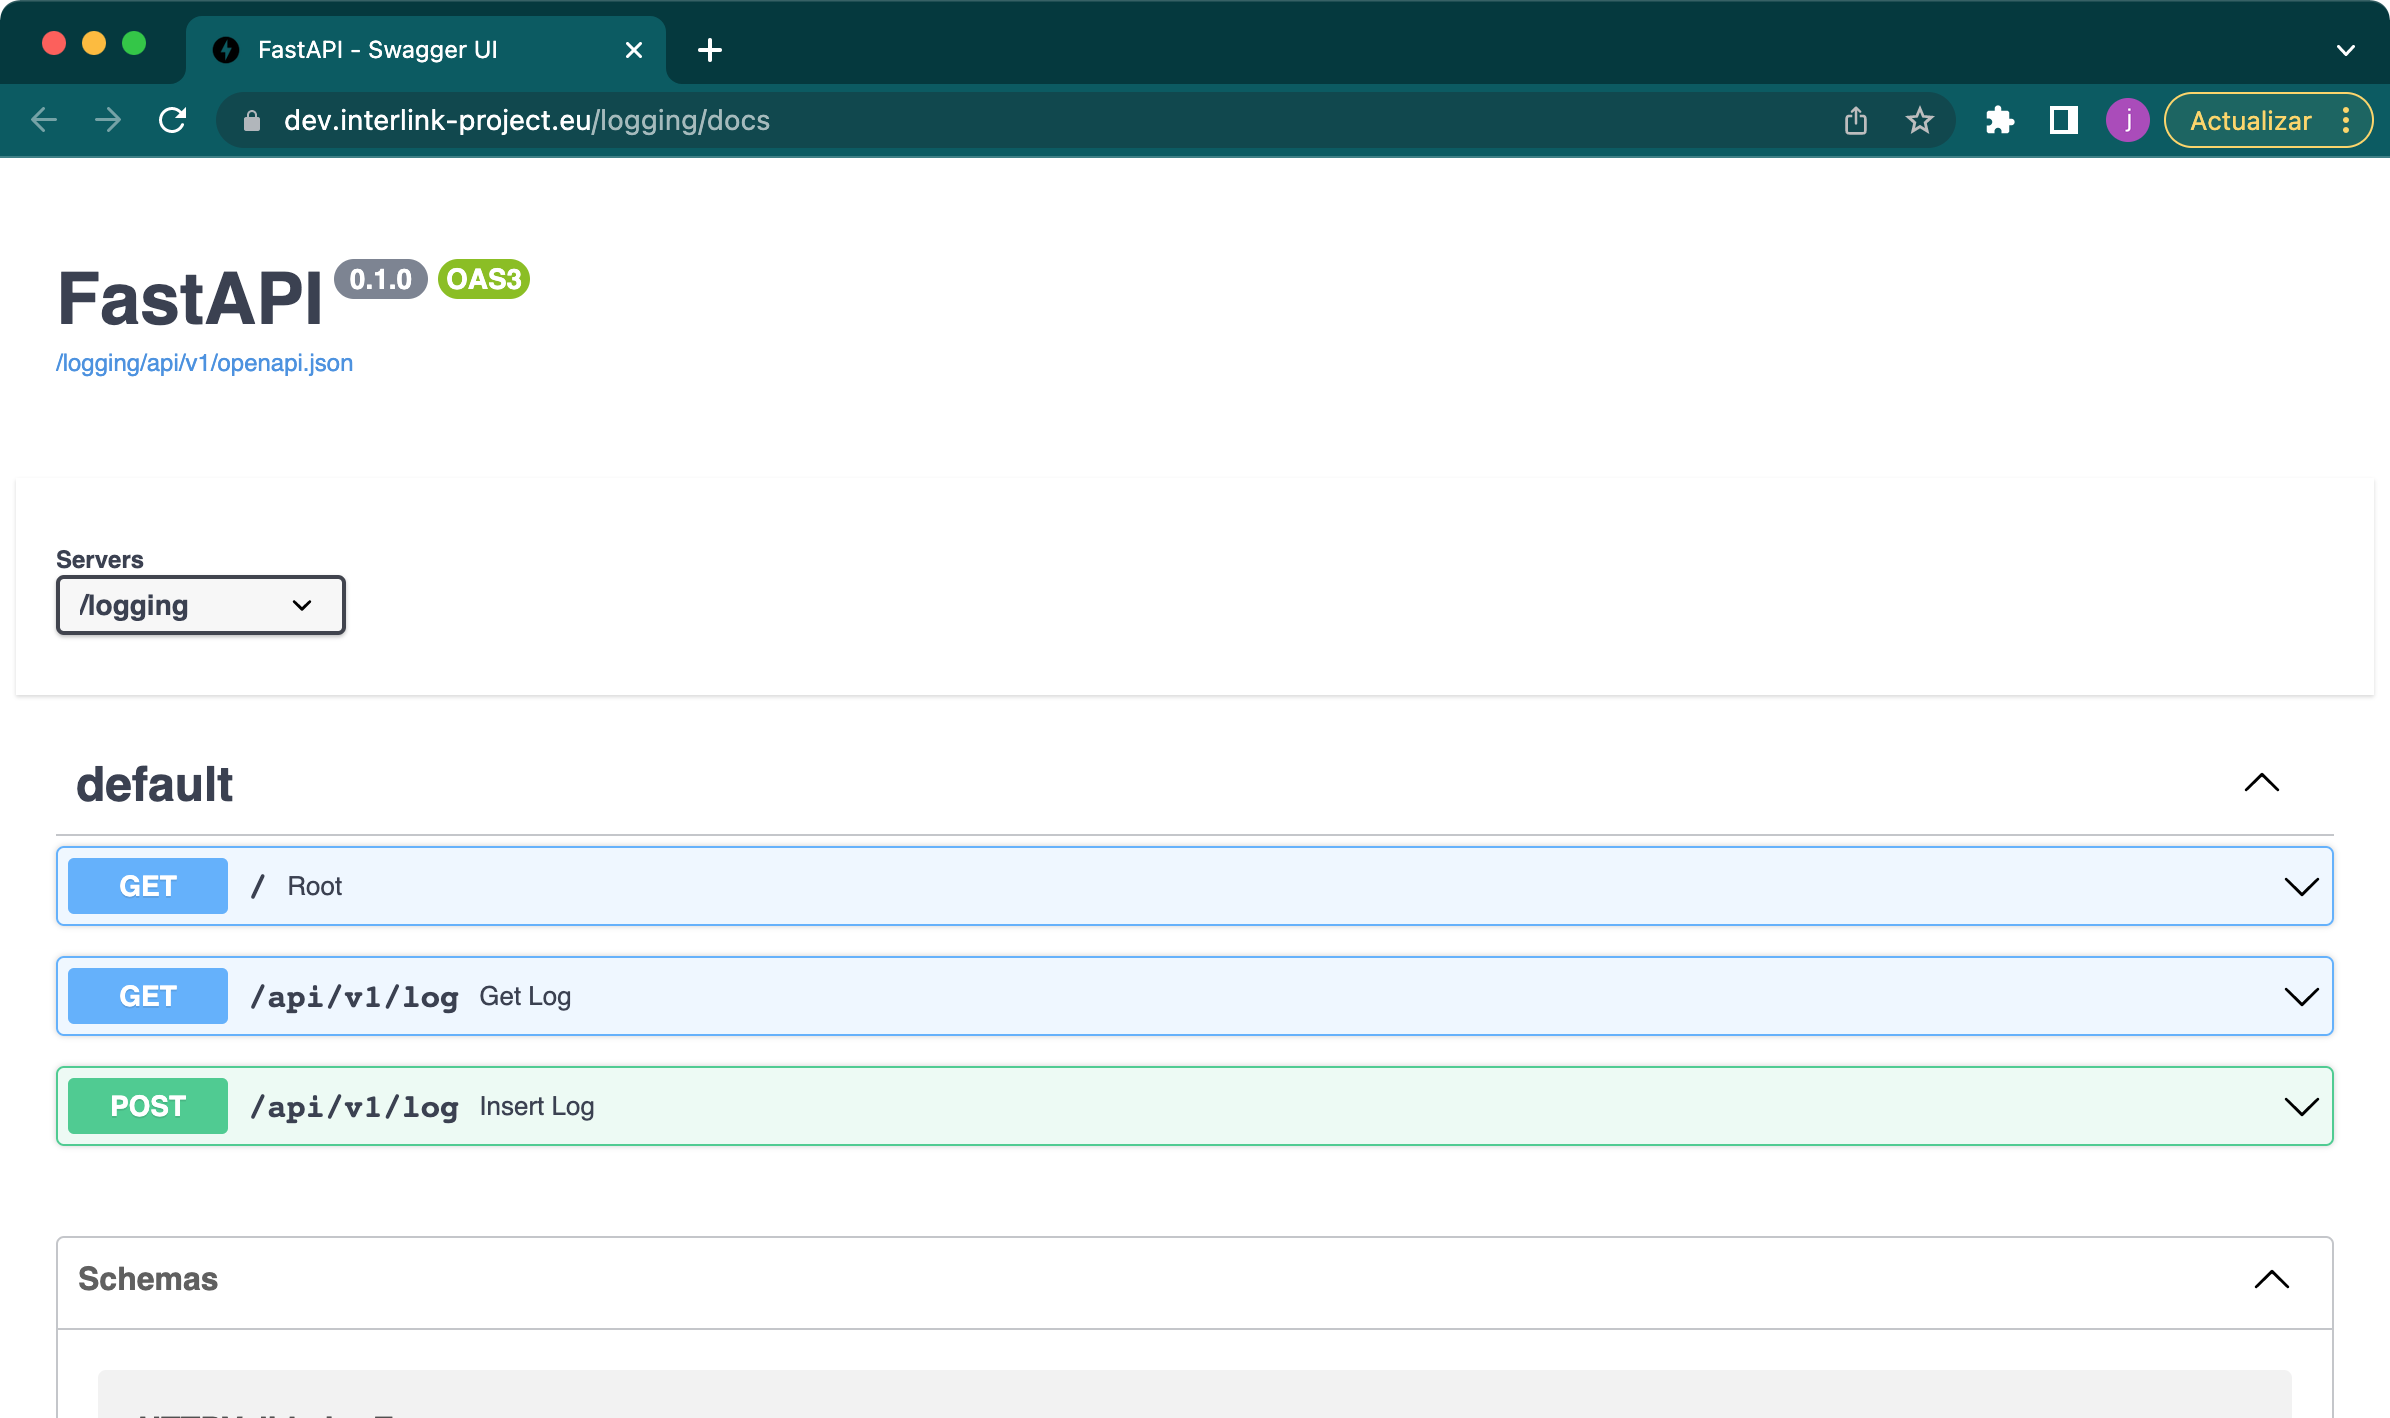 FastAPI - Swagger UI
dev.interlink-project.eu/logging/docs
j
Actualizar
FastAPI 0.1.0 OAS3
/logging/api/v1/openapi.json
Servers
/logging
default
GET / Root
GET /api/v1/log Get Log
POST /api/v1/log Insert Log
Schemas